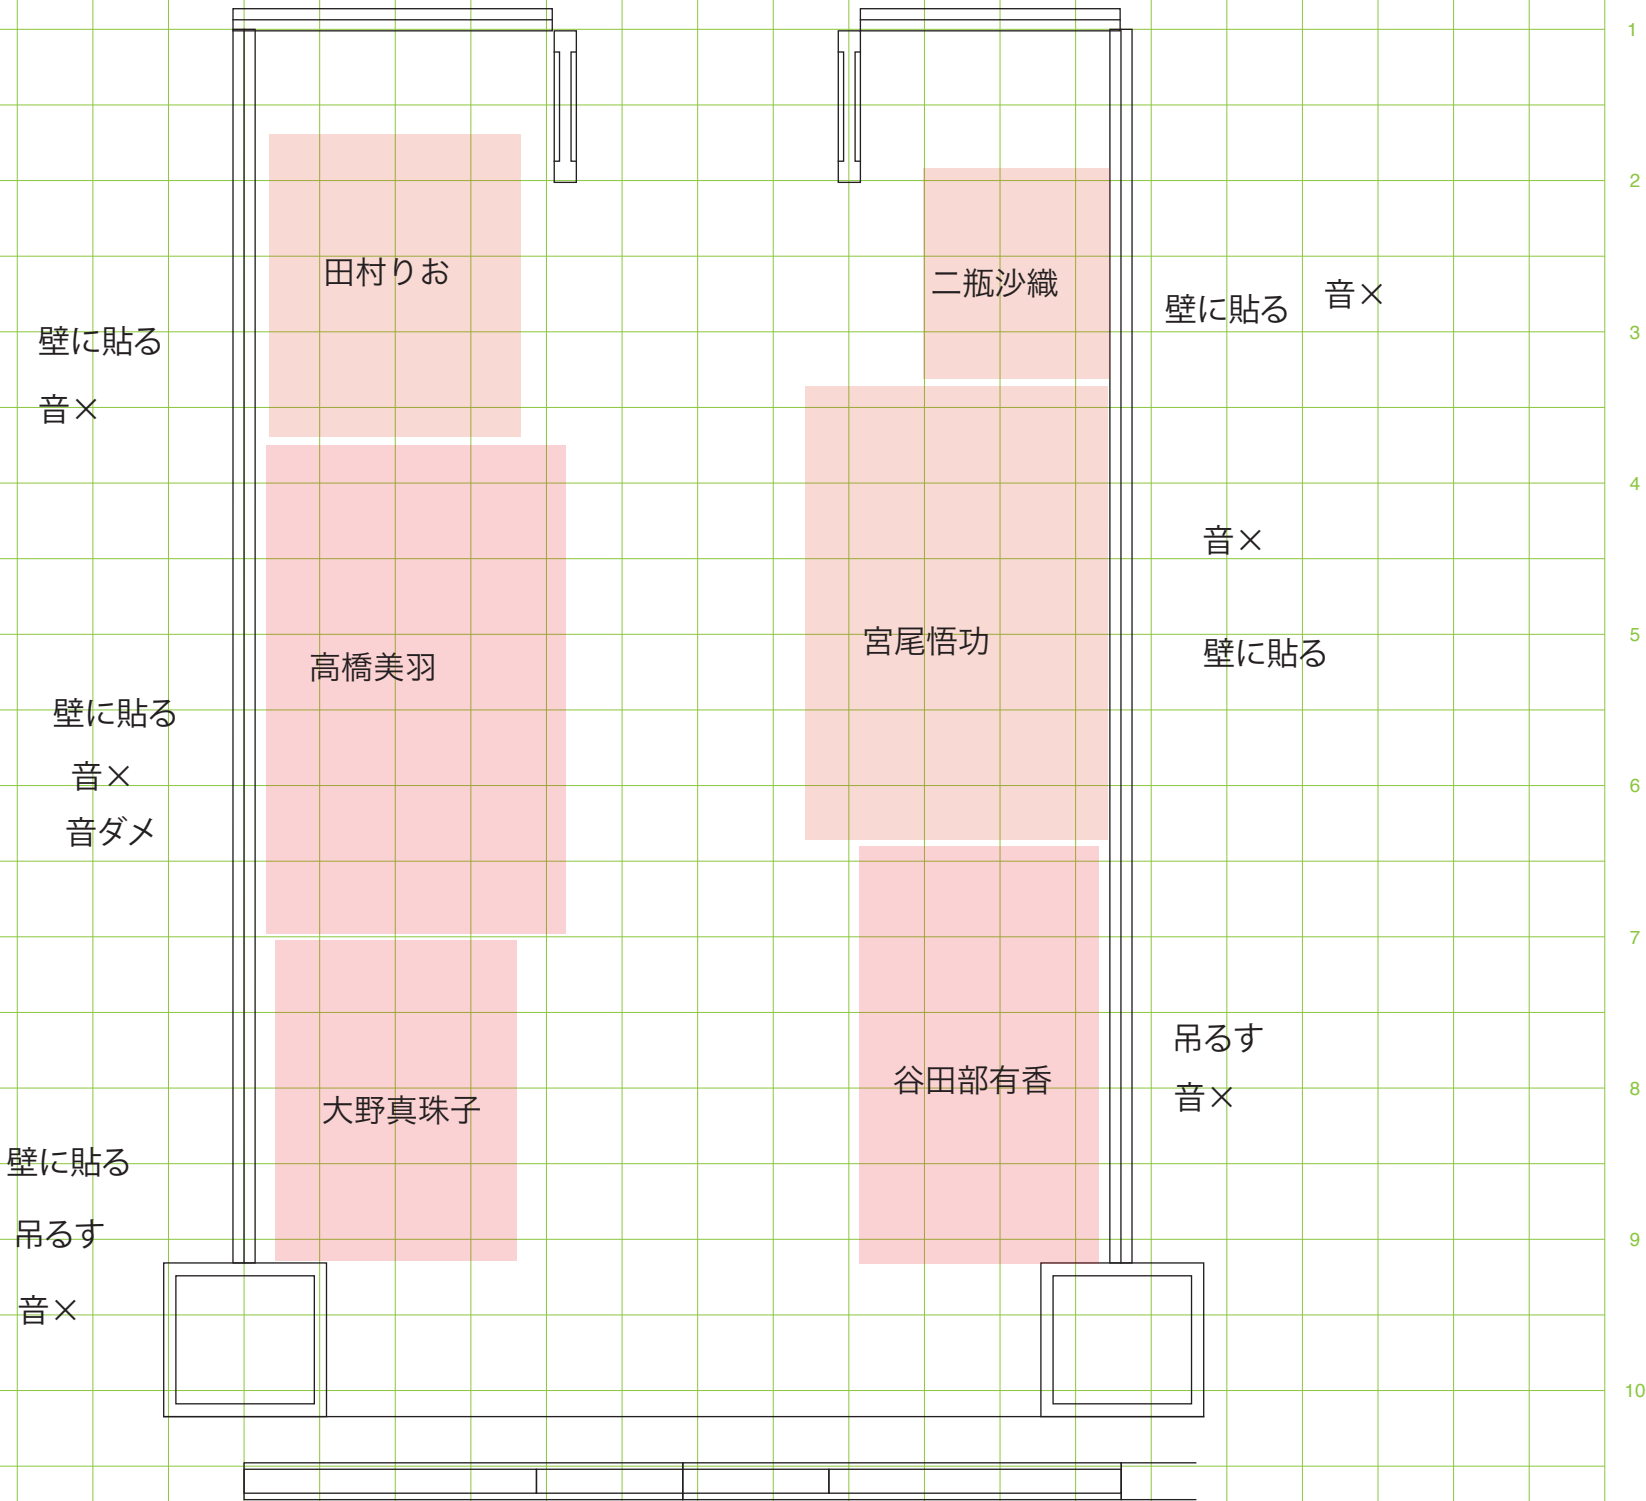 1
2
田村りお
二瓶沙織
壁に貼る
音×
3
壁に貼る
音×
4
音×
5
高橋美羽
宮尾悟功
壁に貼る
壁に貼る
音×
6
音ダメ
7
吊るす
8
大野真珠子
谷田部有香
音×
壁に貼る
吊るす
9
音×
10